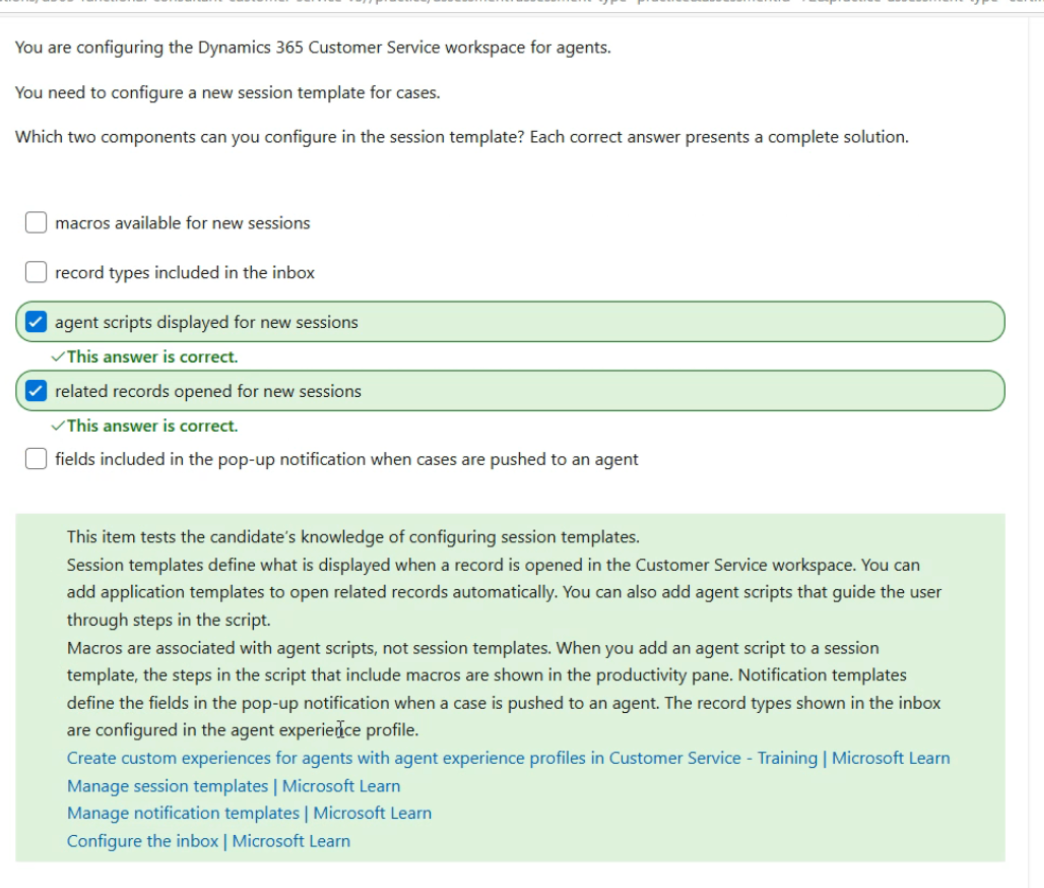 You are configuring the Dynamics 365 Customer Service workspace for agents.
You need to configure a new session template for cases.
Which two components can you configure in the session template? Each correct answer presents a complete solution.
macros available for new sessions
record types included in the inbox
agent scripts displayed for new sessions
✓This answer is correct.
related records opened for new sessions
✓This answer is correct.
fields included in the pop-up notification when cases are pushed to an agent
This item tests the candidate's knowledge of configuring session templates.
Session templates define what is displayed when a record is opened in the Customer Service workspace. You can
add application templates to open related records automatically. You can also add agent scripts that guide the user
through steps in the script.
Macros are associated with agent scripts, not session templates. When you add an agent script to a session
template, the steps in the script that include macros are shown in the productivity pane. Notification templates
define the fields in the pop-up notification when a case is pushed to an agent. The record types shown in the inbox
are configured in the agent experience profile.
Create custom experiences for agents with agent experience profiles in Customer Service - Training | Microsoft Learn
Manage session templates | Microsoft Learn
Manage notification templates | Microsoft Learn
Configure the inbox | Microsoft Learn